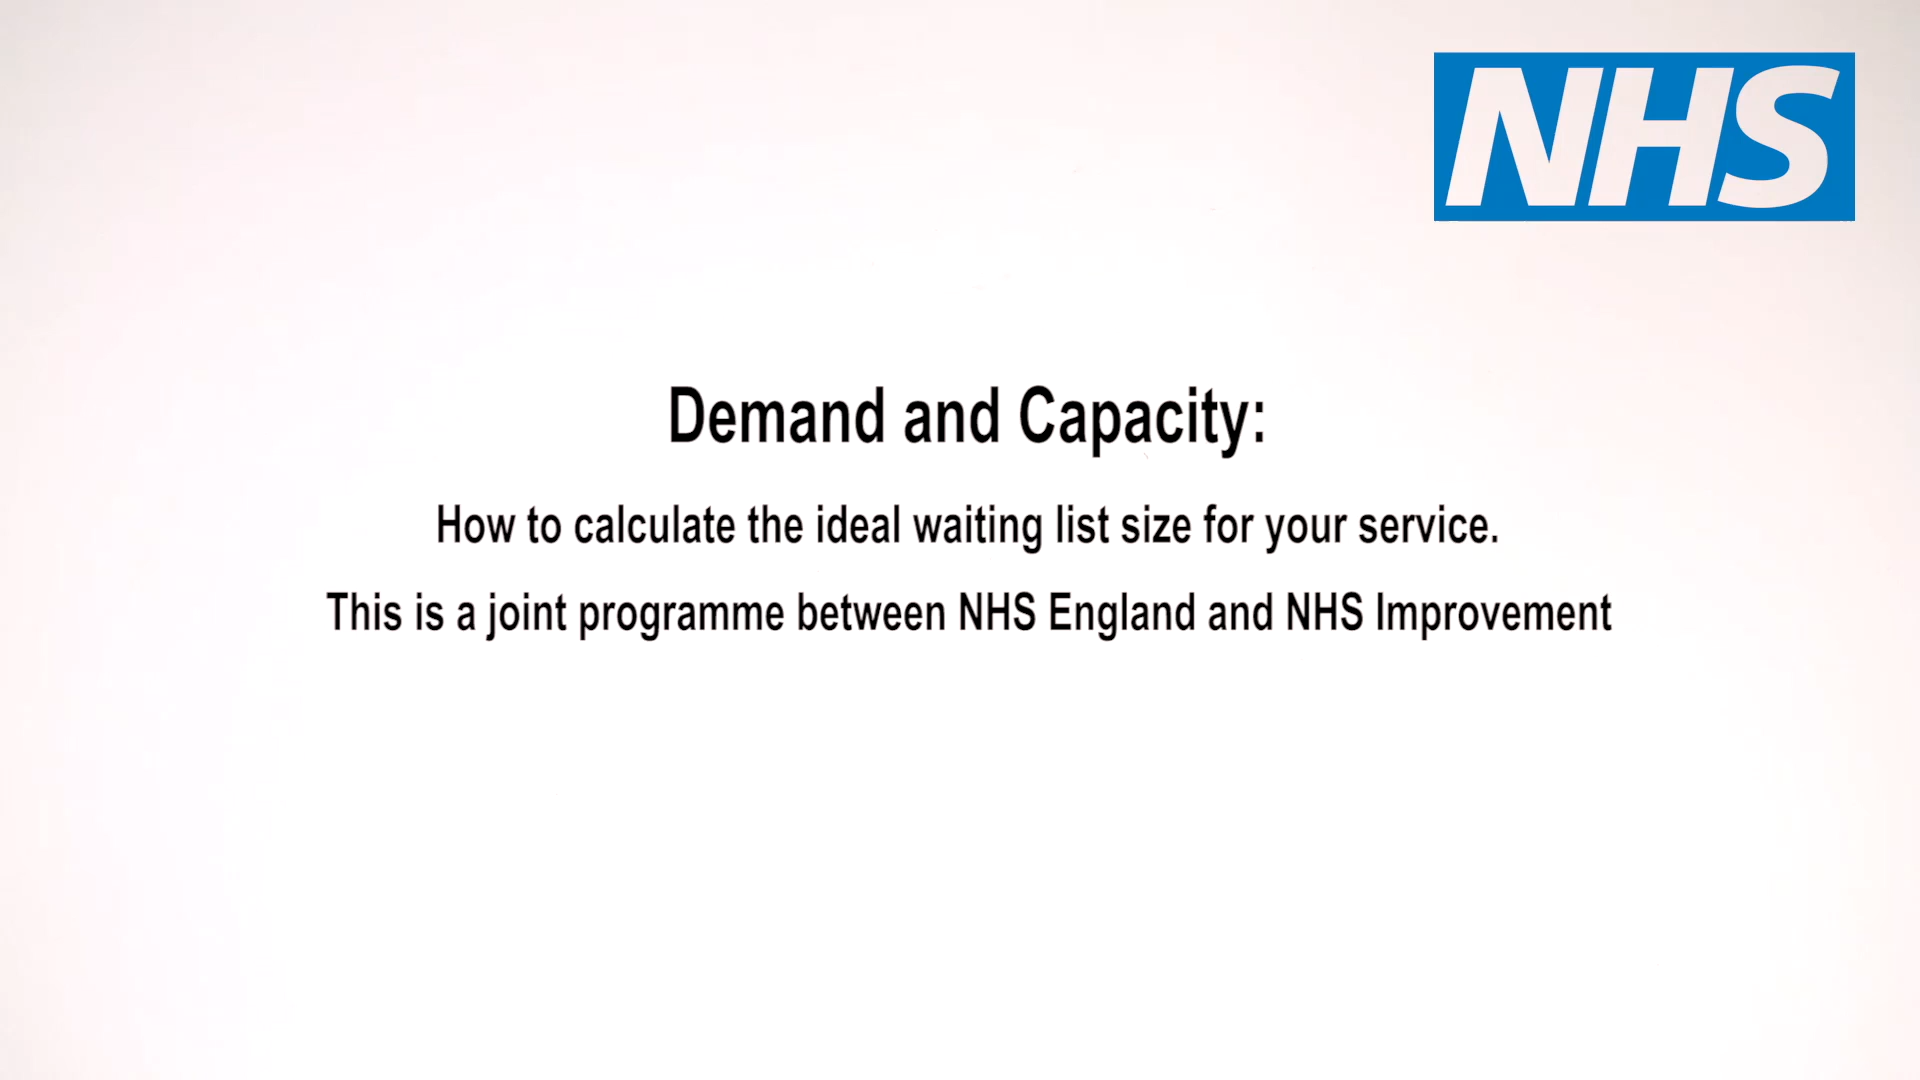 NHS
Demand and Capacity:
How to calculate the ideal waiting list size for your service.
This is a joint programme between NHS England and NHS Improvement